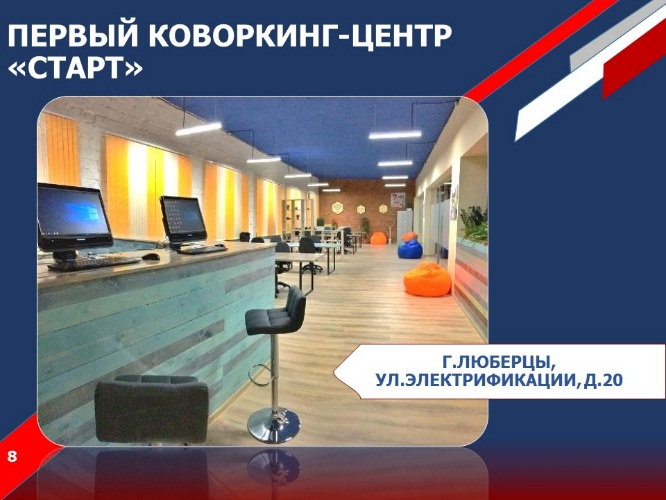 ПЕРВЫЙ КОВОРКИНГ-ЦЕНТР
«СТАРТ»
Г.ЛЮБЕРЦЫ,
УЛ.ЭЛЕКТРИФИКАЦИИ, Д.20
8